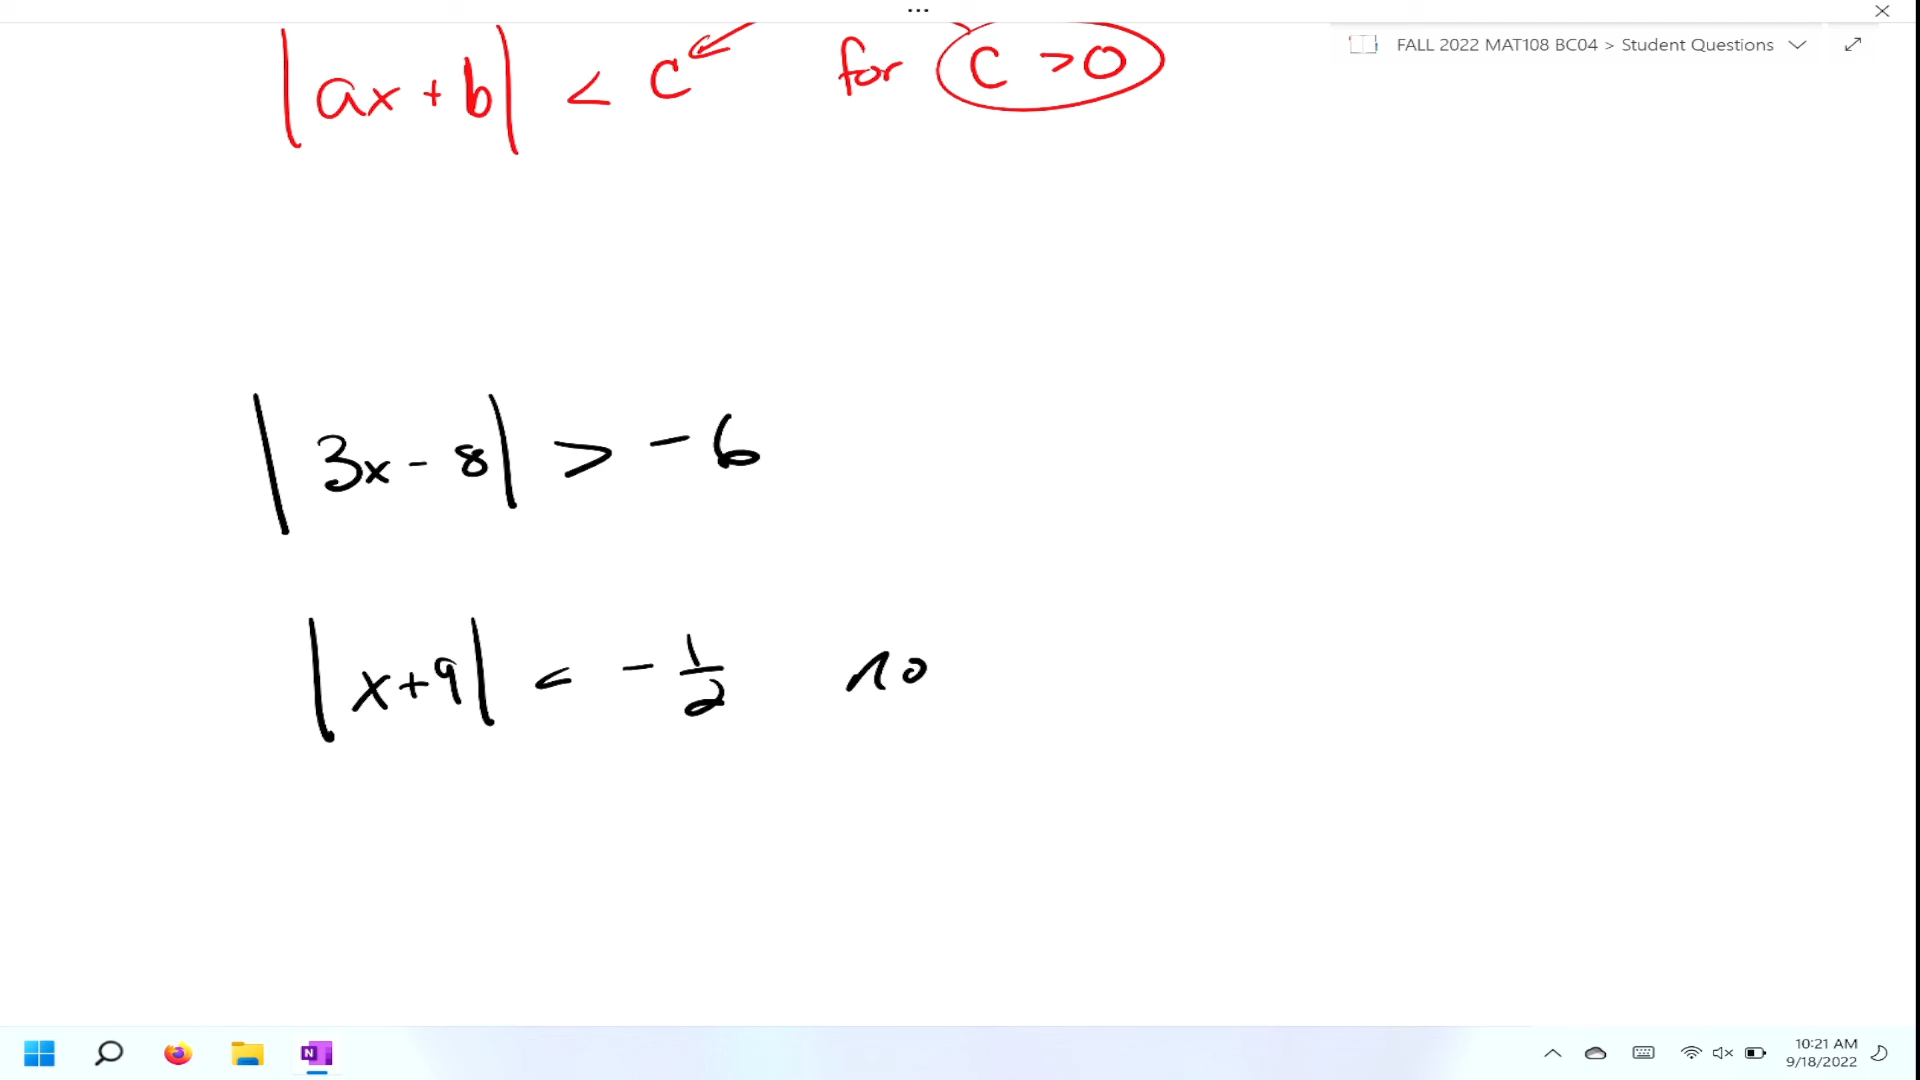 FALL 2022 MAT108 BC04 > Student Questions
|ax+b| < c for c >0
|3x-8| > -6
|x+9| < -1/2 no
10:21 AM
9/18/2022